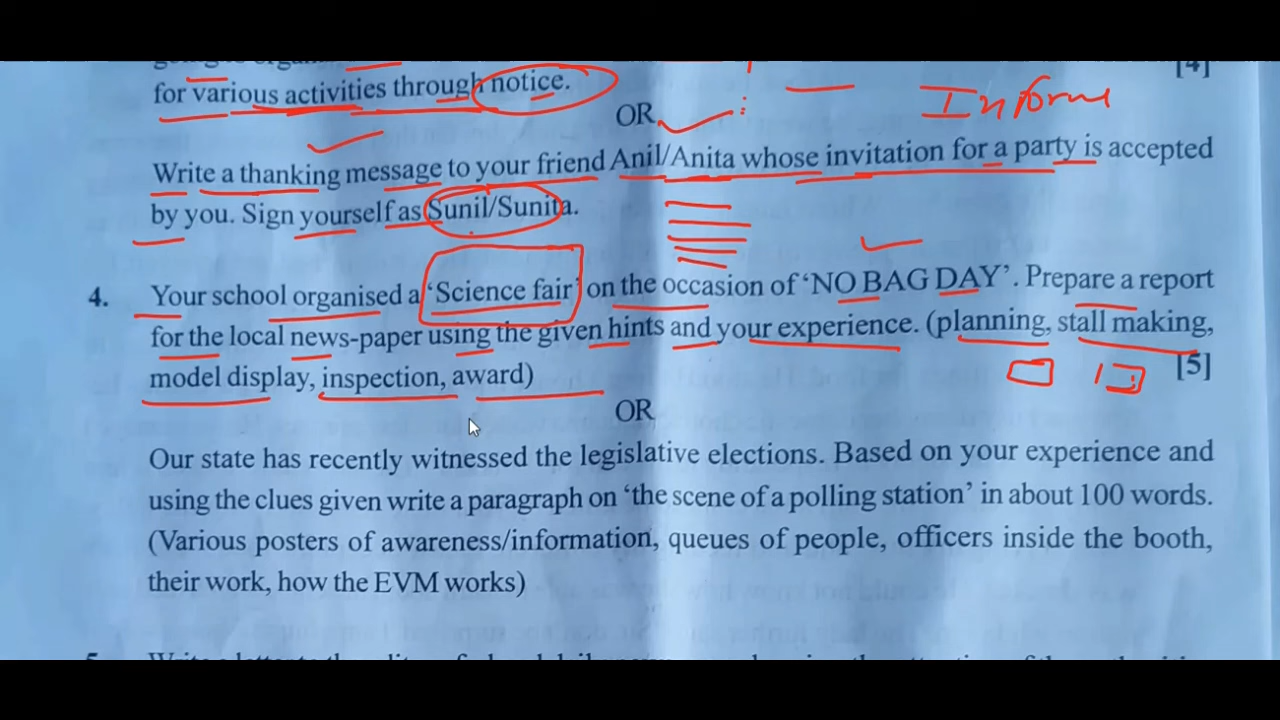 for various activities through notice.
[4]
OR
Inform
Write a thanking message to your friend Anil/Anita whose invitation for a party is accepted
by you. Sign yourself as Sunil/Sunita.
4. Your school organised a 'Science fair' on the occasion of 'NO BAG DAY'. Prepare a report
for the local news-paper using the given hints and your experience. (planning, stall making,
model display, inspection, award) [5]
OR
Our state has recently witnessed the legislative elections. Based on your experience and
using the clues given write a paragraph on 'the scene of a polling station' in about 100 words.
(Various posters of awareness/information, queues of people, officers inside the booth,
their work, how the EVM works)